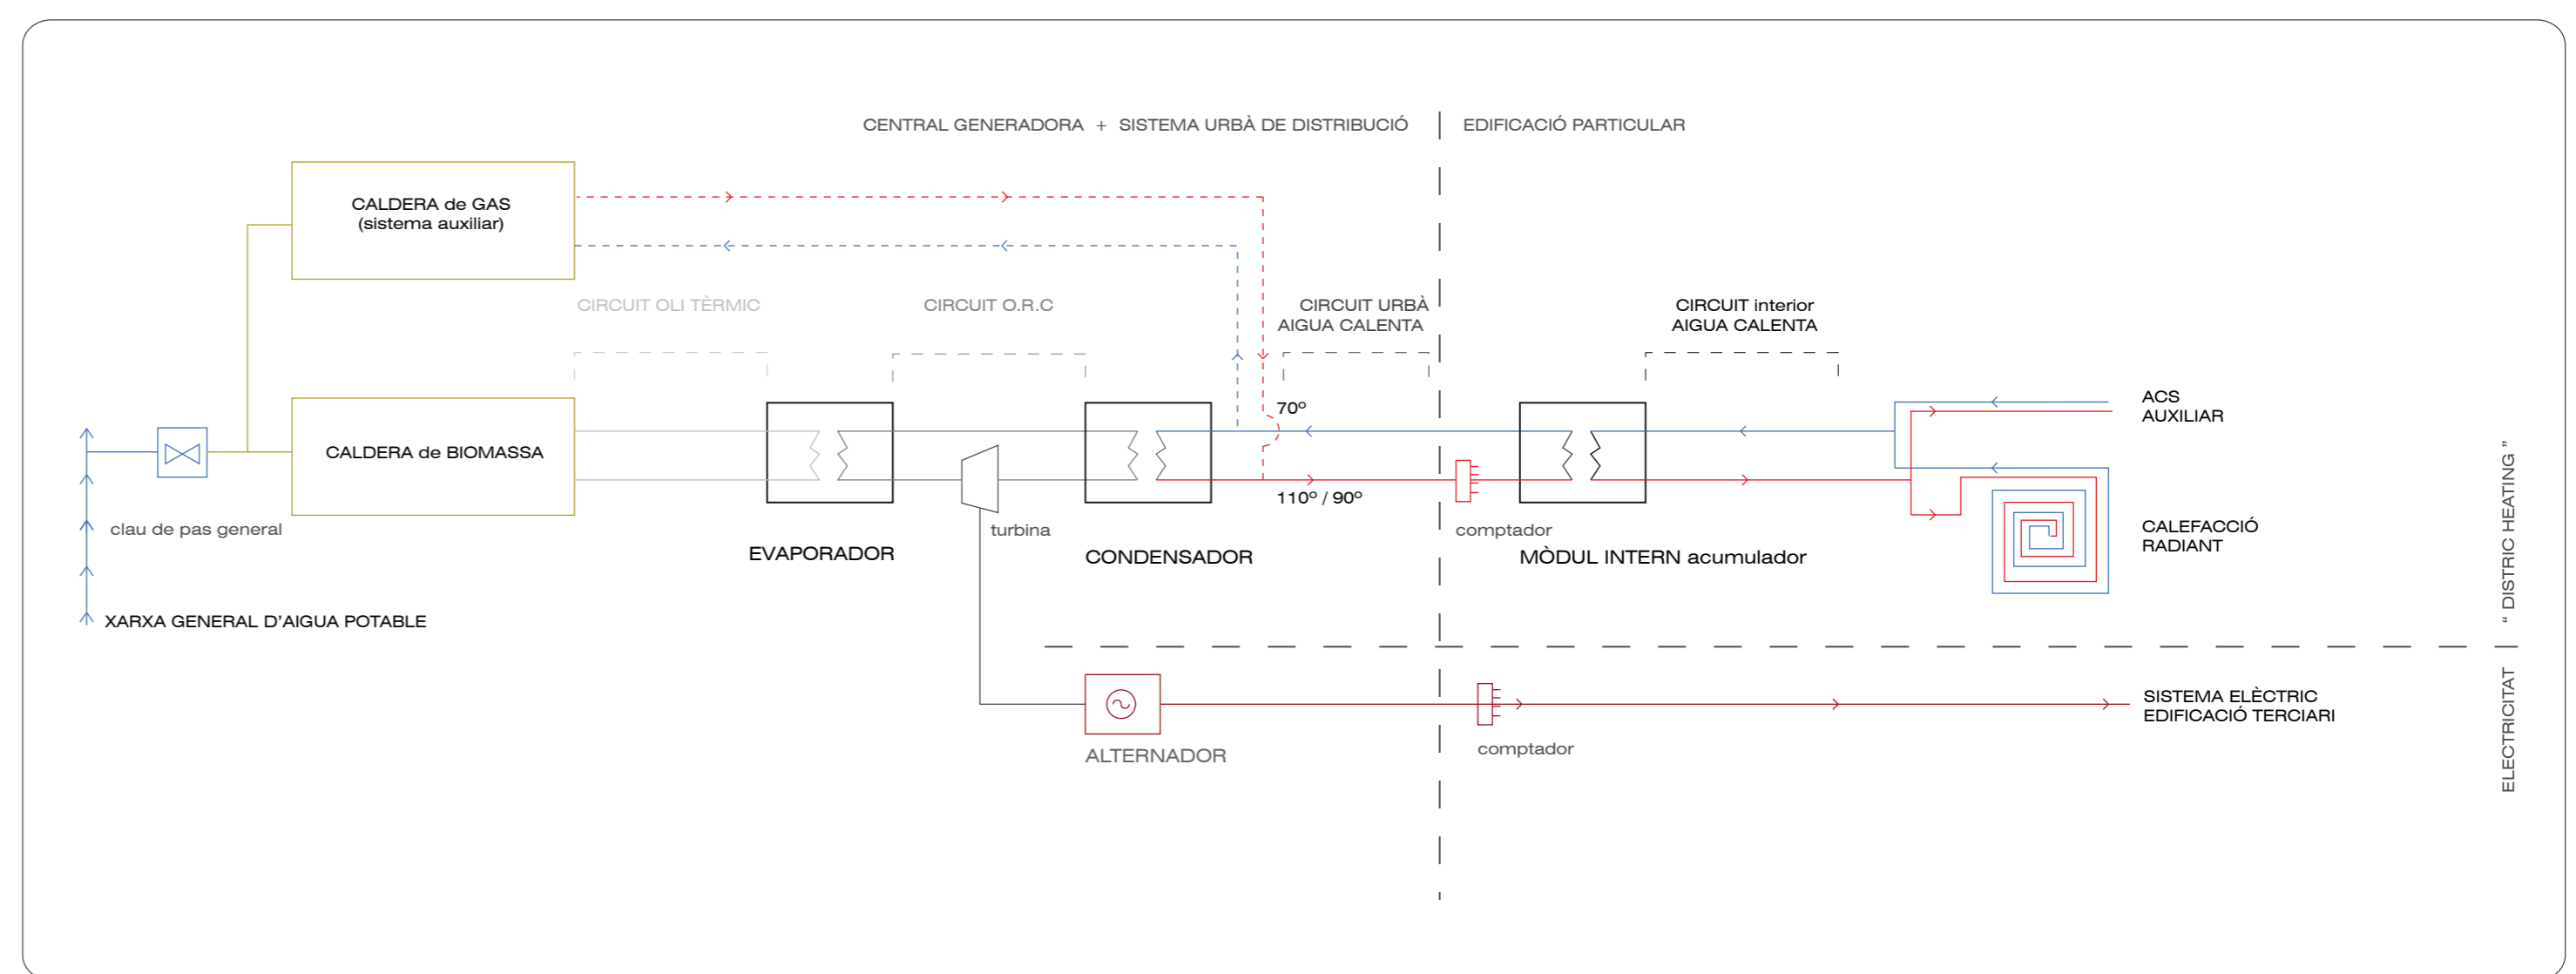 CENTRAL GENERADORA + SISTEMA URBÀ DE DISTRIBUCIÓ
EDIFICACIÓ PARTICULAR
CALDERA de GAS
(sistema auxiliar)
CIRCUIT OLI TÈRMIC
CIRCUIT O.R.C
CIRCUIT URBÀ
AIGUA CALENTA
CIRCUIT interior
AIGUA CALENTA
70º
ACS
AUXILIAR
CALDERA de BIOMASSA
110º / 90º
clau de pas general
turbina
comptador
CALEFACCIÓ
RADIANT
EVAPORADOR
CONDENSADOR
MÒDUL INTERN acumulador
XARXA GENERAL D’AIGUA POTABLE
“ DISTRIC HEATING ”
ELECTRICITAT
SISTEMA ELÈCTRIC
EDIFICACIÓ TERCIARI
ALTERNADOR
comptador